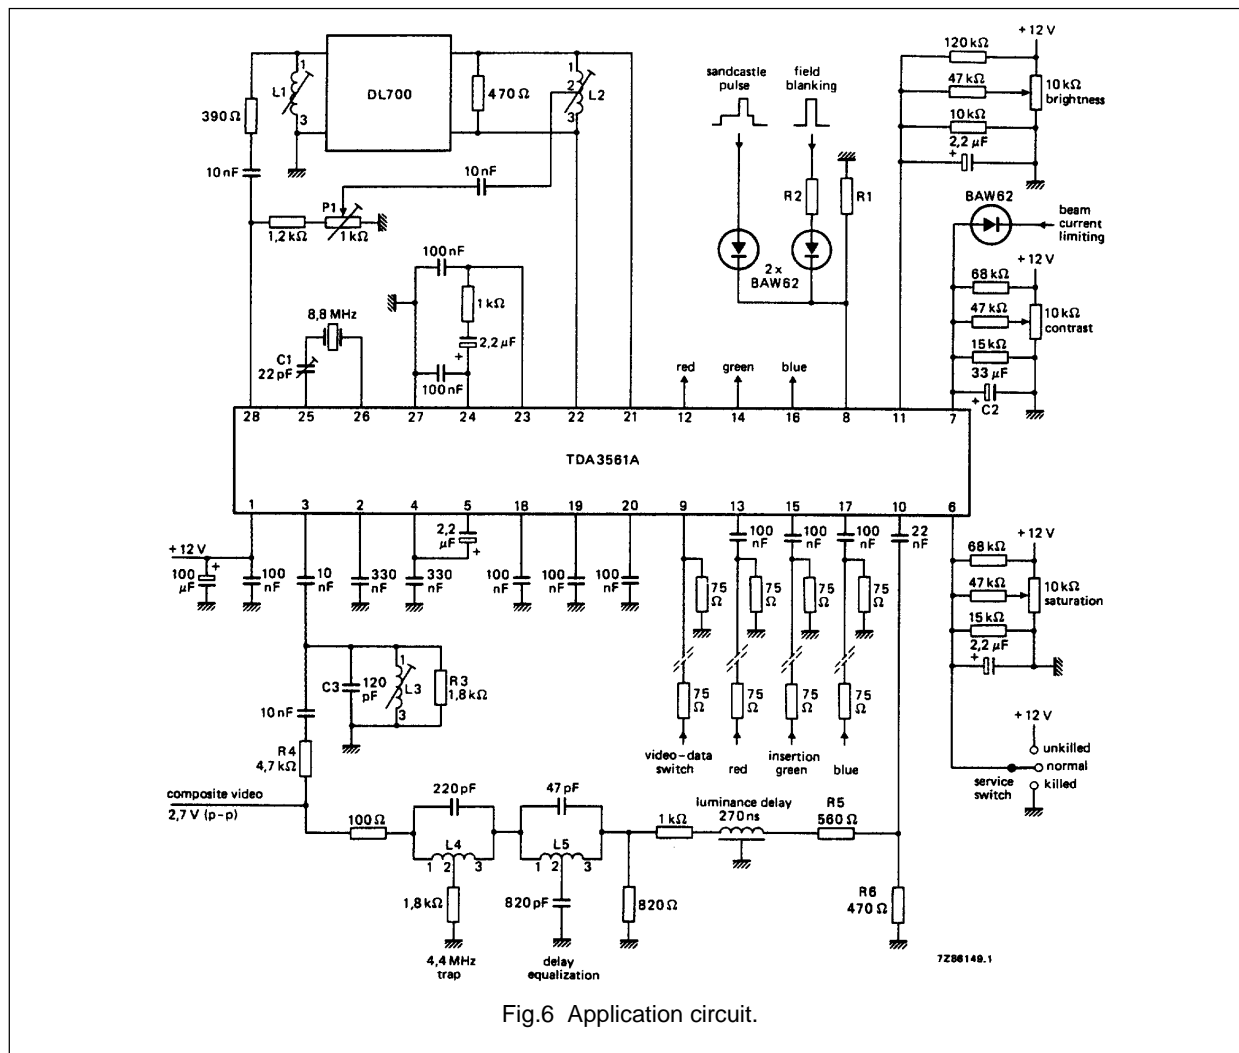 +12 V
120 kΩ
47 kΩ
10 kΩ
brightness
10 kΩ
2,2 µF
+
sandcastle
pulse
field
blanking
1
L1
3
DL700
470 Ω
1
2
L2
3
390 Ω
10 nF
10 nF
P1
1,2 kΩ
1 kΩ
R2
R1
2 x
BAW62
BAW62
beam
current
limiting
+12 V
68 kΩ
47 kΩ
10 kΩ
contrast
15 kΩ
33 µF
+
C2
100 nF
1 kΩ
2,2 µF
+
100 nF
8,8 MHz
C1
22 pF
red
green
blue
28
25
26
27
24
23
22
21
12
14
16
8
11
7
TDA3561A
1
3
2
4
5
18
19
20
9
13
15
17
10
6
+12 V
+
100
µF
100
nF
10
nF
330
nF
330
nF
2,2
µF
+
100
nF
100
nF
100
nF
100
nF
100
nF
100
nF
22
nF
75
Ω
75
Ω
75
Ω
75
Ω
75
Ω
75
Ω
75
Ω
75
Ω
+12 V
68 kΩ
47 kΩ
10 kΩ
saturation
15 kΩ
2,2 µF
+
C3
120
pF
1
L3
3
R3
1,8 kΩ
10 nF
R4
4,7 kΩ
video-data
switch
red
insertion
green
blue
+12 V
unkilled
normal
service
switch
killed
composite video
2,7 V (p-p)
100 Ω
220 pF
L4
1 2 3
1,8 kΩ
4,4 MHz
trap
47 pF
L5
1 2 3
820 pF
delay
equalization
820 Ω
1 kΩ
luminance delay
270 ns
R5
560 Ω
R6
470 Ω
7Z86149.1
Fig.6 Application circuit.